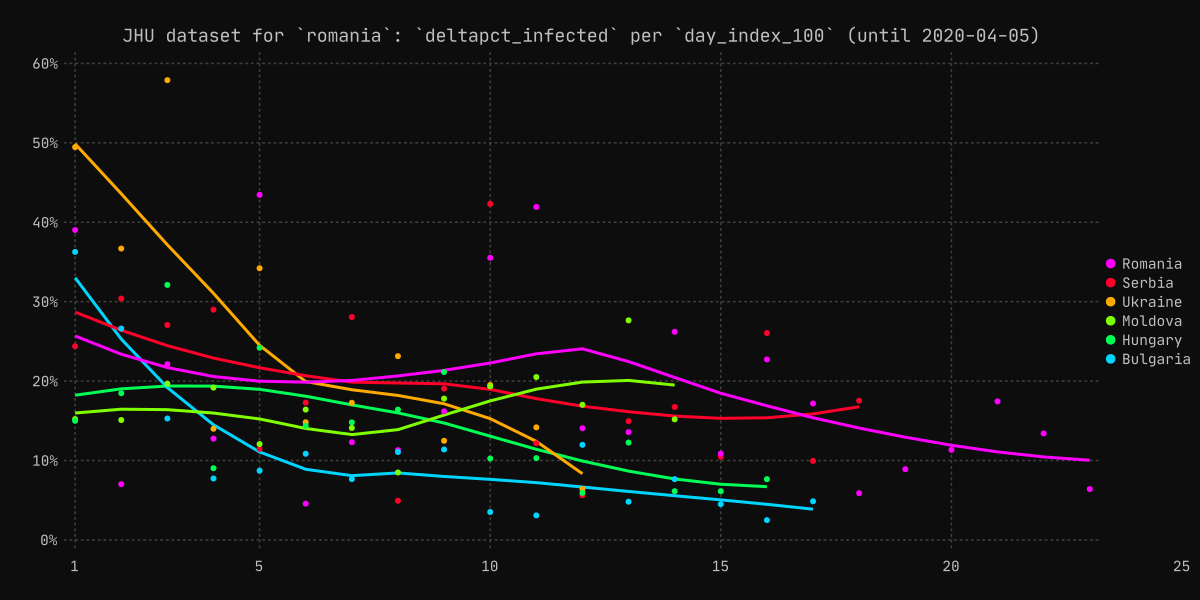 JHU dataset for `romania`: `deltapct_infected` per `day_index_100` (until 2020-04-05)
60%
50%
40%
30%
20%
10%
0%
1 5 10 15 20 25
Romania
Serbia
Ukraine
Moldova
Hungary
Bulgaria